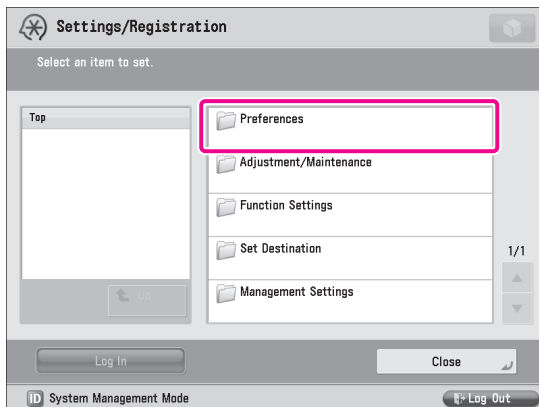 Settings/Registration
Select an item to set.
Top
Preferences
Adjustment/Maintenance
Function Settings
Set Destination
Management Settings
1/1
Up
Log In
Close
ID System Management Mode
Log Out